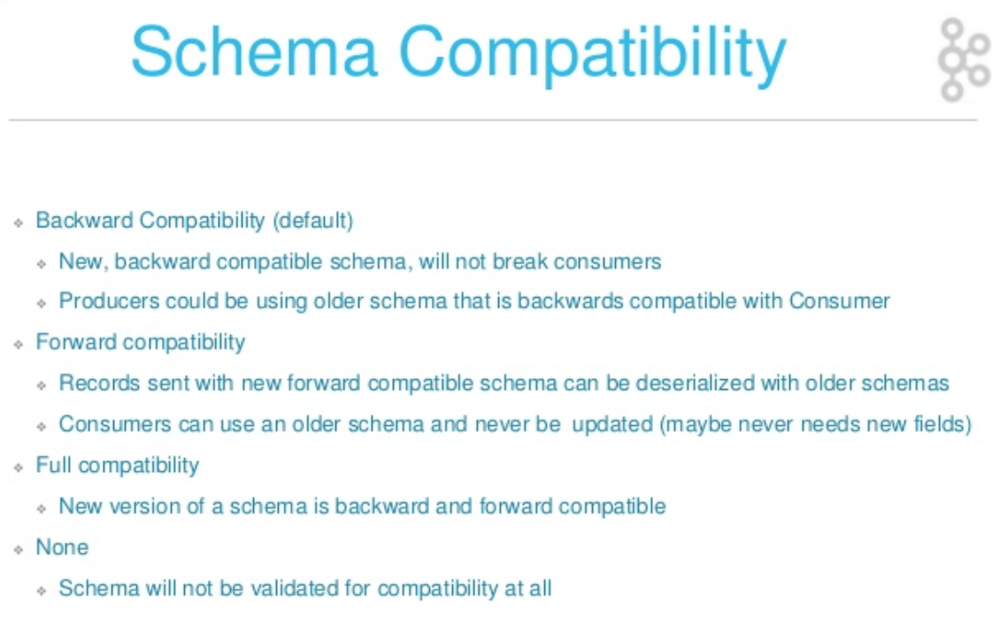 Schema Compatibility
Backward Compatibility (default)
New, backward compatible schema, will not break consumers
Producers could be using older schema that is backwards compatible with Consumer
Forward compatibility
Records sent with new forward compatible schema can be deserialized with older schemas
Consumers can use an older schema and never be updated (maybe never needs new fields)
Full compatibility
New version of a schema is backward and forward compatible
None
Schema will not be validated for compatibility at all